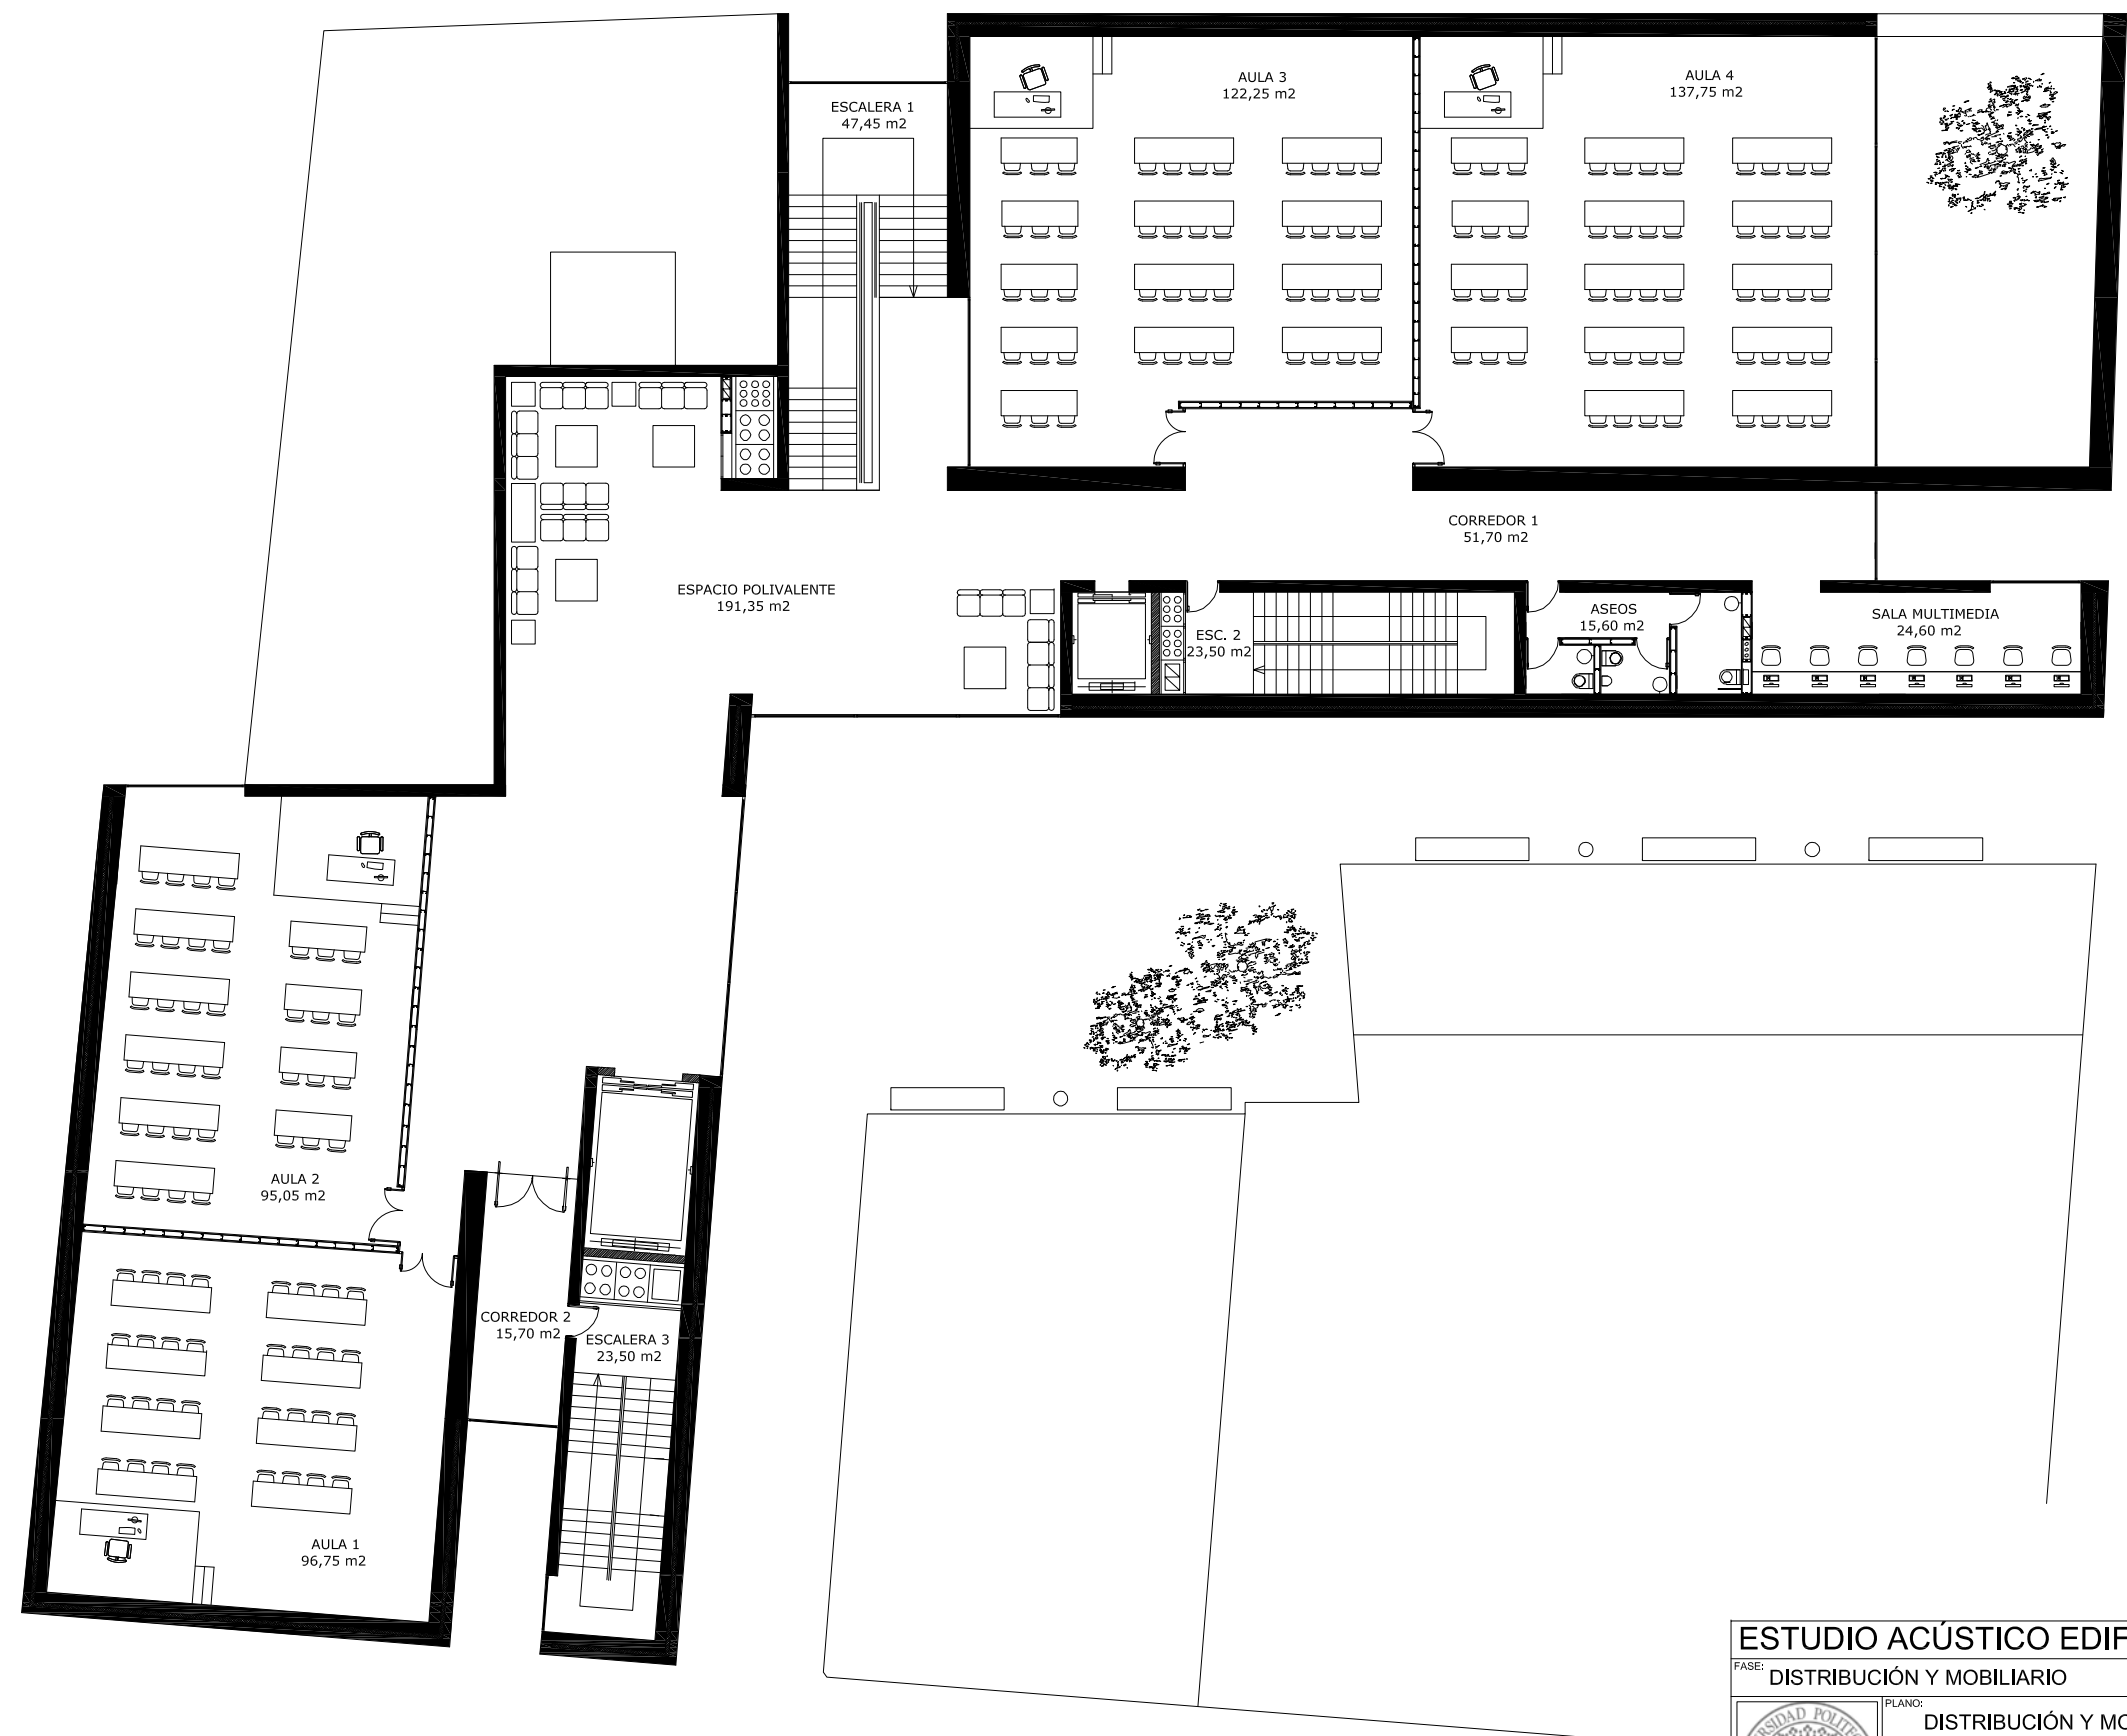 AULA 3
122,25 m2
AULA 4
137,75 m2
ESCALERA 1
47,45 m2
CORREDOR 1
51,70 m2
ESPACIO POLIVALENTE
191,35 m2
ESC. 2
23,50 m2
ASEOS
15,60 m2
SALA MULTIMEDIA
24,60 m2
AULA 2
95,05 m2
CORREDOR 2
15,70 m2
ESCALERA 3
23,50 m2
AULA 1
96,75 m2
ESTUDIO ACÚSTICO EDIF
FASE: DISTRIBUCIÓN Y MOBILIARIO
PLANO:
DISTRIBUCIÓN Y MO